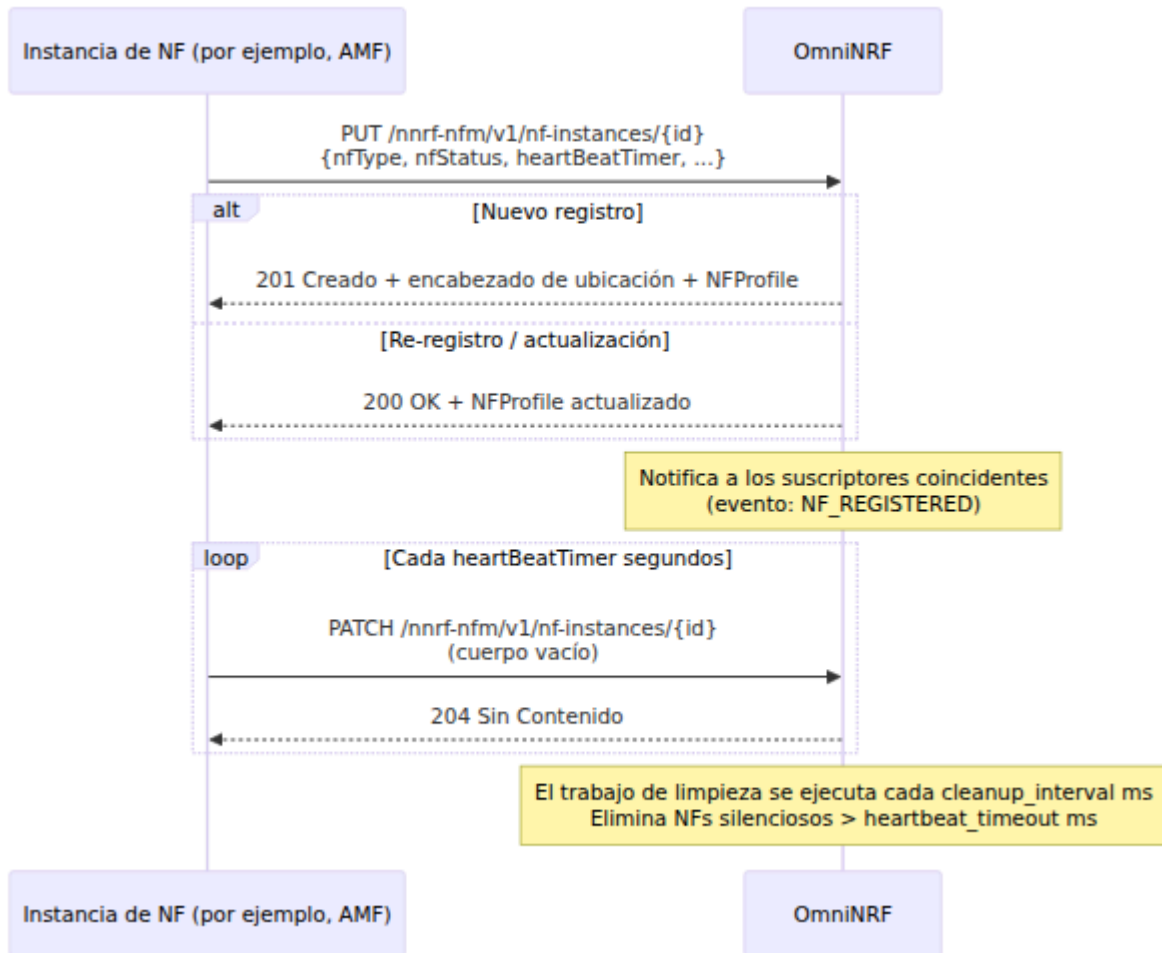 Instancia de NF (por ejemplo, AMF)
OmniNRF
PUT /nnrf-nfm/v1/nf-instances/{id}
{nfType, nfStatus, heartBeatTimer, ...}
alt
[Nuevo registro]
201 Creado + encabezado de ubicación + NFProfile
[Re-registro / actualización]
200 OK + NFProfile actualizado
Notifica a los suscriptores coincidentes
(evento: NF_REGISTERED)
loop
[Cada heartBeatTimer segundos]
PATCH /nnrf-nfm/v1/nf-instances/{id}
(cuerpo vacío)
204 Sin Contenido
El trabajo de limpieza se ejecuta cada cleanup_interval ms
Elimina NFs silenciosos > heartbeat_timeout ms
Instancia de NF (por ejemplo, AMF)
OmniNRF